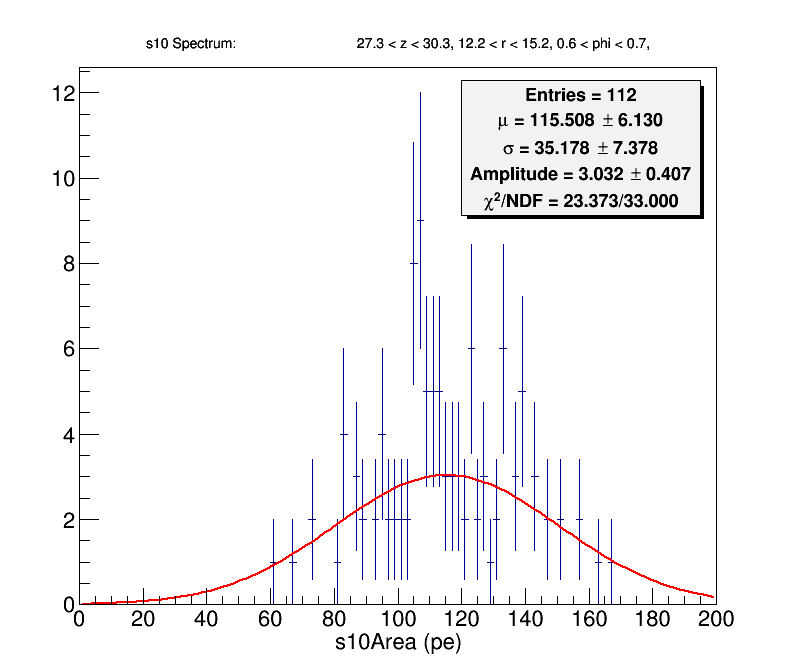 s10 Spectrum: 27.3 < z < 30.3, 12.2 < r < 15.2, 0.6 < phi < 0.7,
Entries = 112
μ = 115.508 ± 6.130
σ = 35.178 ± 7.378
Amplitude = 3.032 ± 0.407
χ²/NDF = 23.373/33.000
12
10
8
6
4
2
0
0 20 40 60 80 100 120 140 160 180 200
s10Area (pe)